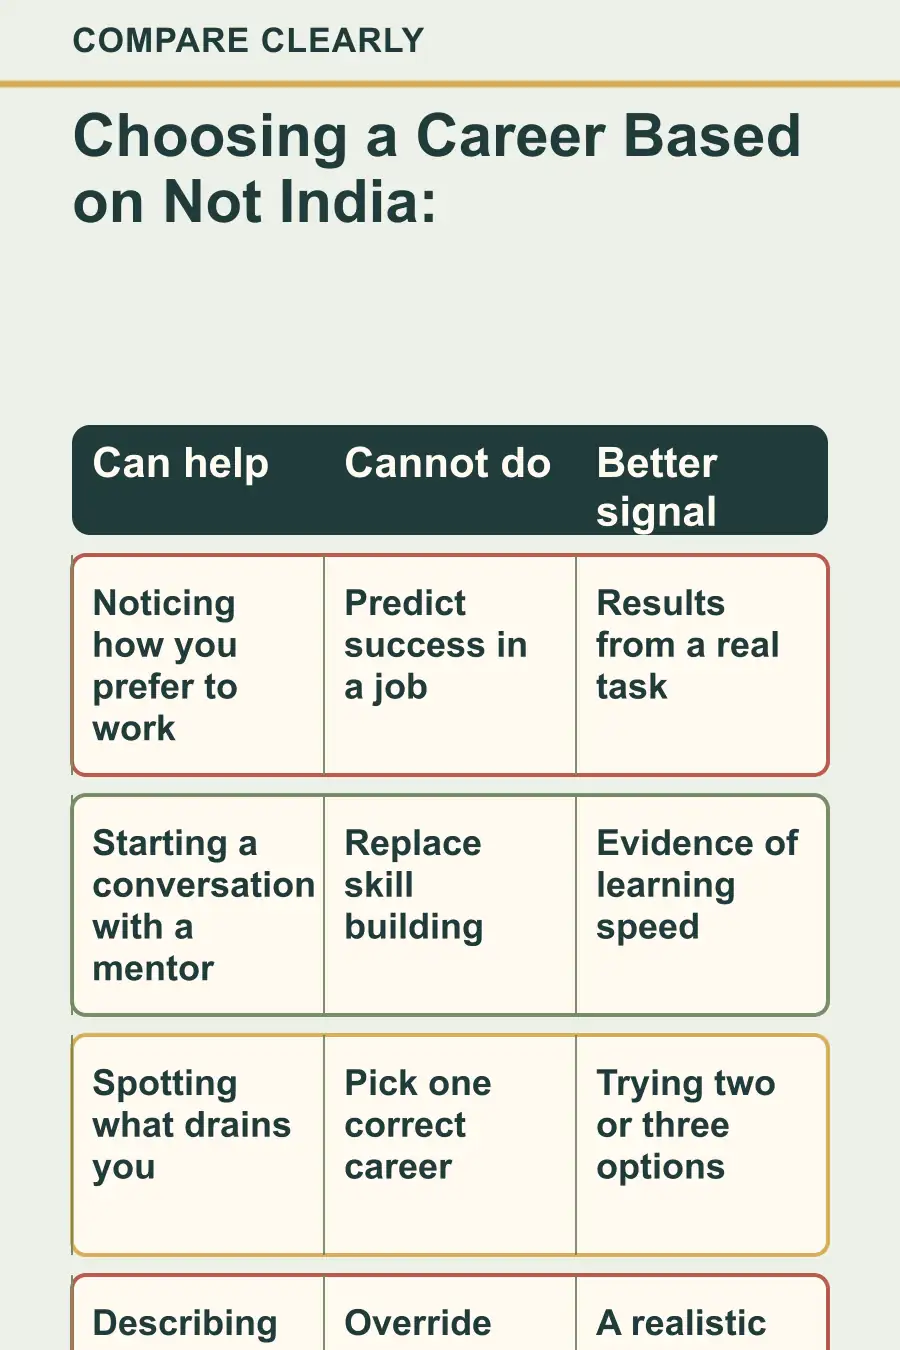 COMPARE CLEARLY
Choosing a Career Based
on Not India:
Can help
Cannot do
Better
signal
Noticing
how you
prefer to
work
Predict
success in
a job
Results
from a real
task
Starting a
conversation
with a
mentor
Replace
skill
building
Evidence of
learning
speed
Spotting
what drains
you
Pick one
correct
career
Trying two
or three
options
Describing
Override
A realistic